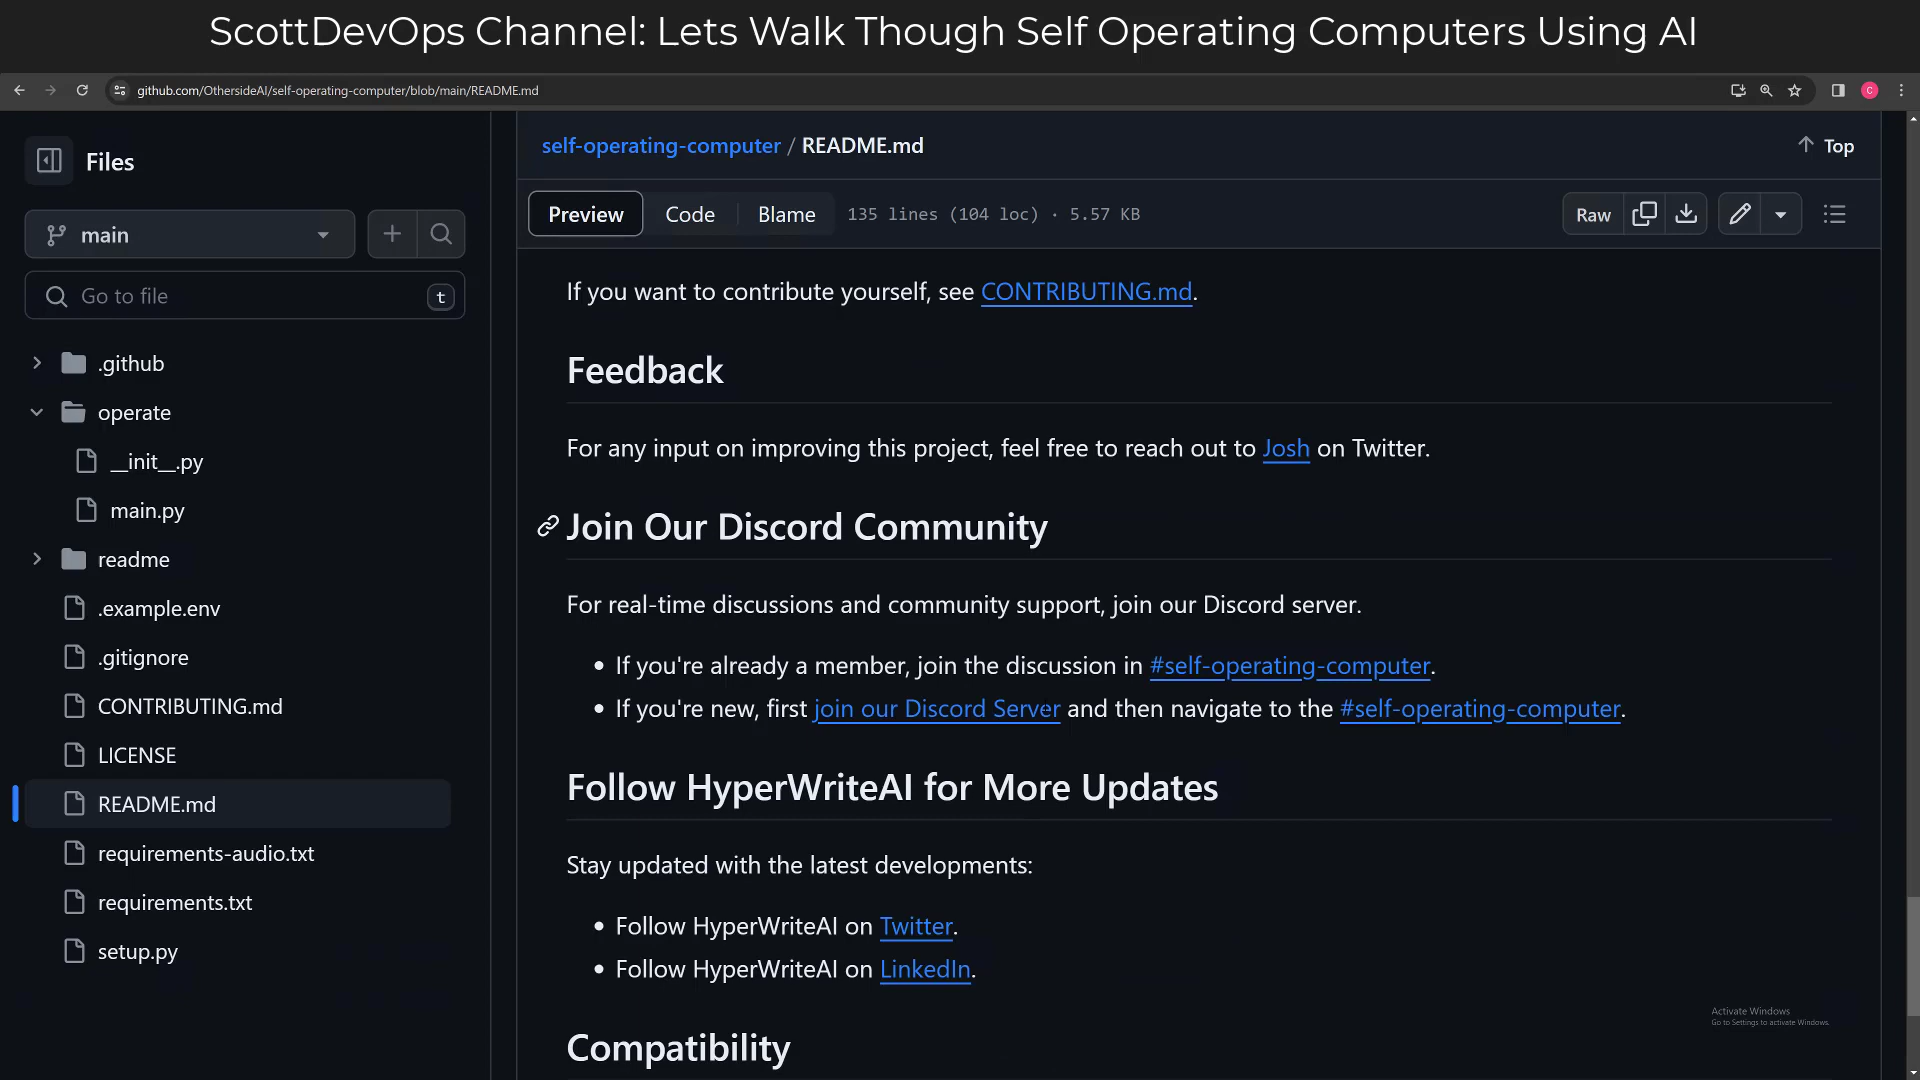 ScottDevOps Channel: Lets Walk Though Self Operating Computers Using AI
github.com/OthersideAI/self-operating-computer/blob/main/README.md
C
Files
main
Go to file
t
.github
operate
__init__.py
main.py
readme
.example.env
.gitignore
CONTRIBUTING.md
LICENSE
README.md
requirements-audio.txt
requirements.txt
setup.py
self-operating-computer / README.md
Top
Preview Code Blame 135 lines (104 loc) · 5.57 KB
Raw
If you want to contribute yourself, see CONTRIBUTING.md.
Feedback
For any input on improving this project, feel free to reach out to Josh on Twitter.
Join Our Discord Community
For real-time discussions and community support, join our Discord server.
• If you're already a member, join the discussion in #self-operating-computer.
• If you're new, first join our Discord Server and then navigate to the #self-operating-computer.
Follow HyperWriteAI for More Updates
Stay updated with the latest developments:
• Follow HyperWriteAI on Twitter.
• Follow HyperWriteAI on LinkedIn.
Compatibility
Activate Windows
Go to Settings to activate Windows.